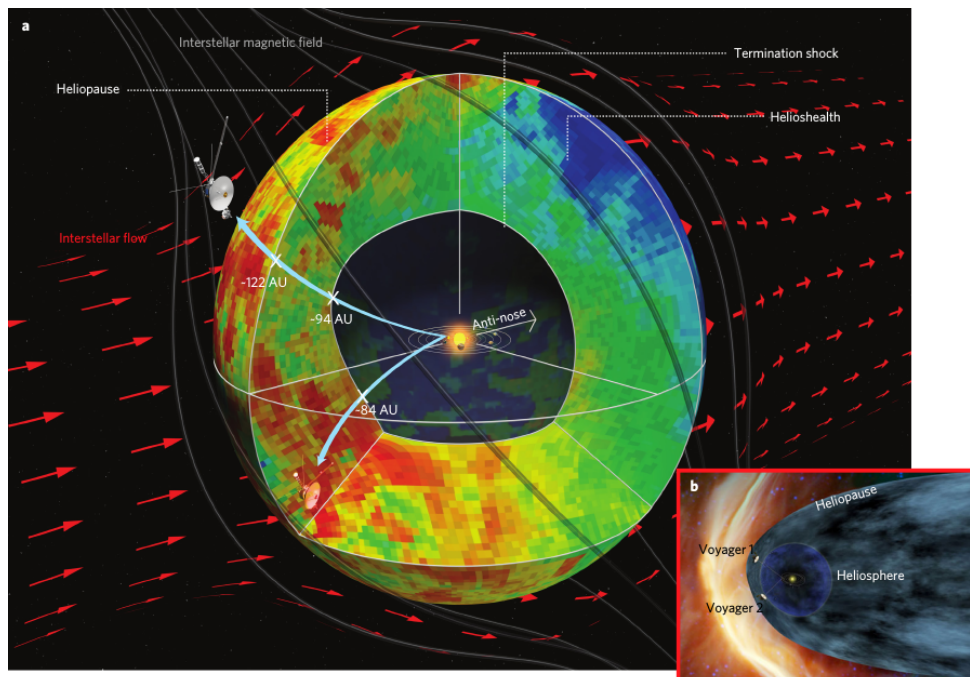 a
Interstellar magnetic field
Termination shock
Heliopause
Helioshealth
Interstellar flow
-122 AU
-94 AU
Anti-nose
-84 AU
b
Heliopause
Voyager 1
Heliosphere
Voyager 2